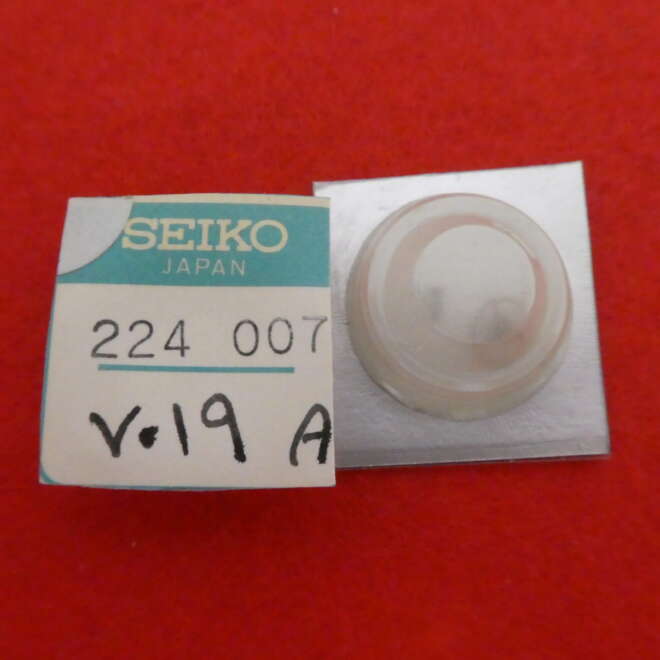 SEIKO
JAPAN
224 007
V.19 A